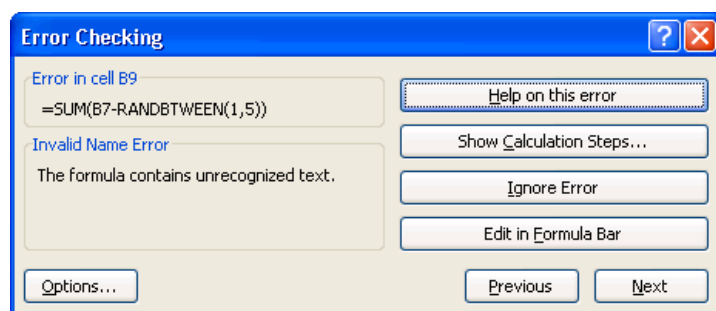 Error Checking
Error in cell B9
=SUM(B7-RANDBTWEEN(1,5))
Invalid Name Error
The formula contains unrecognized text.
Help on this error
Show Calculation Steps...
Ignore Error
Edit in Formula Bar
Options...
Previous
Next